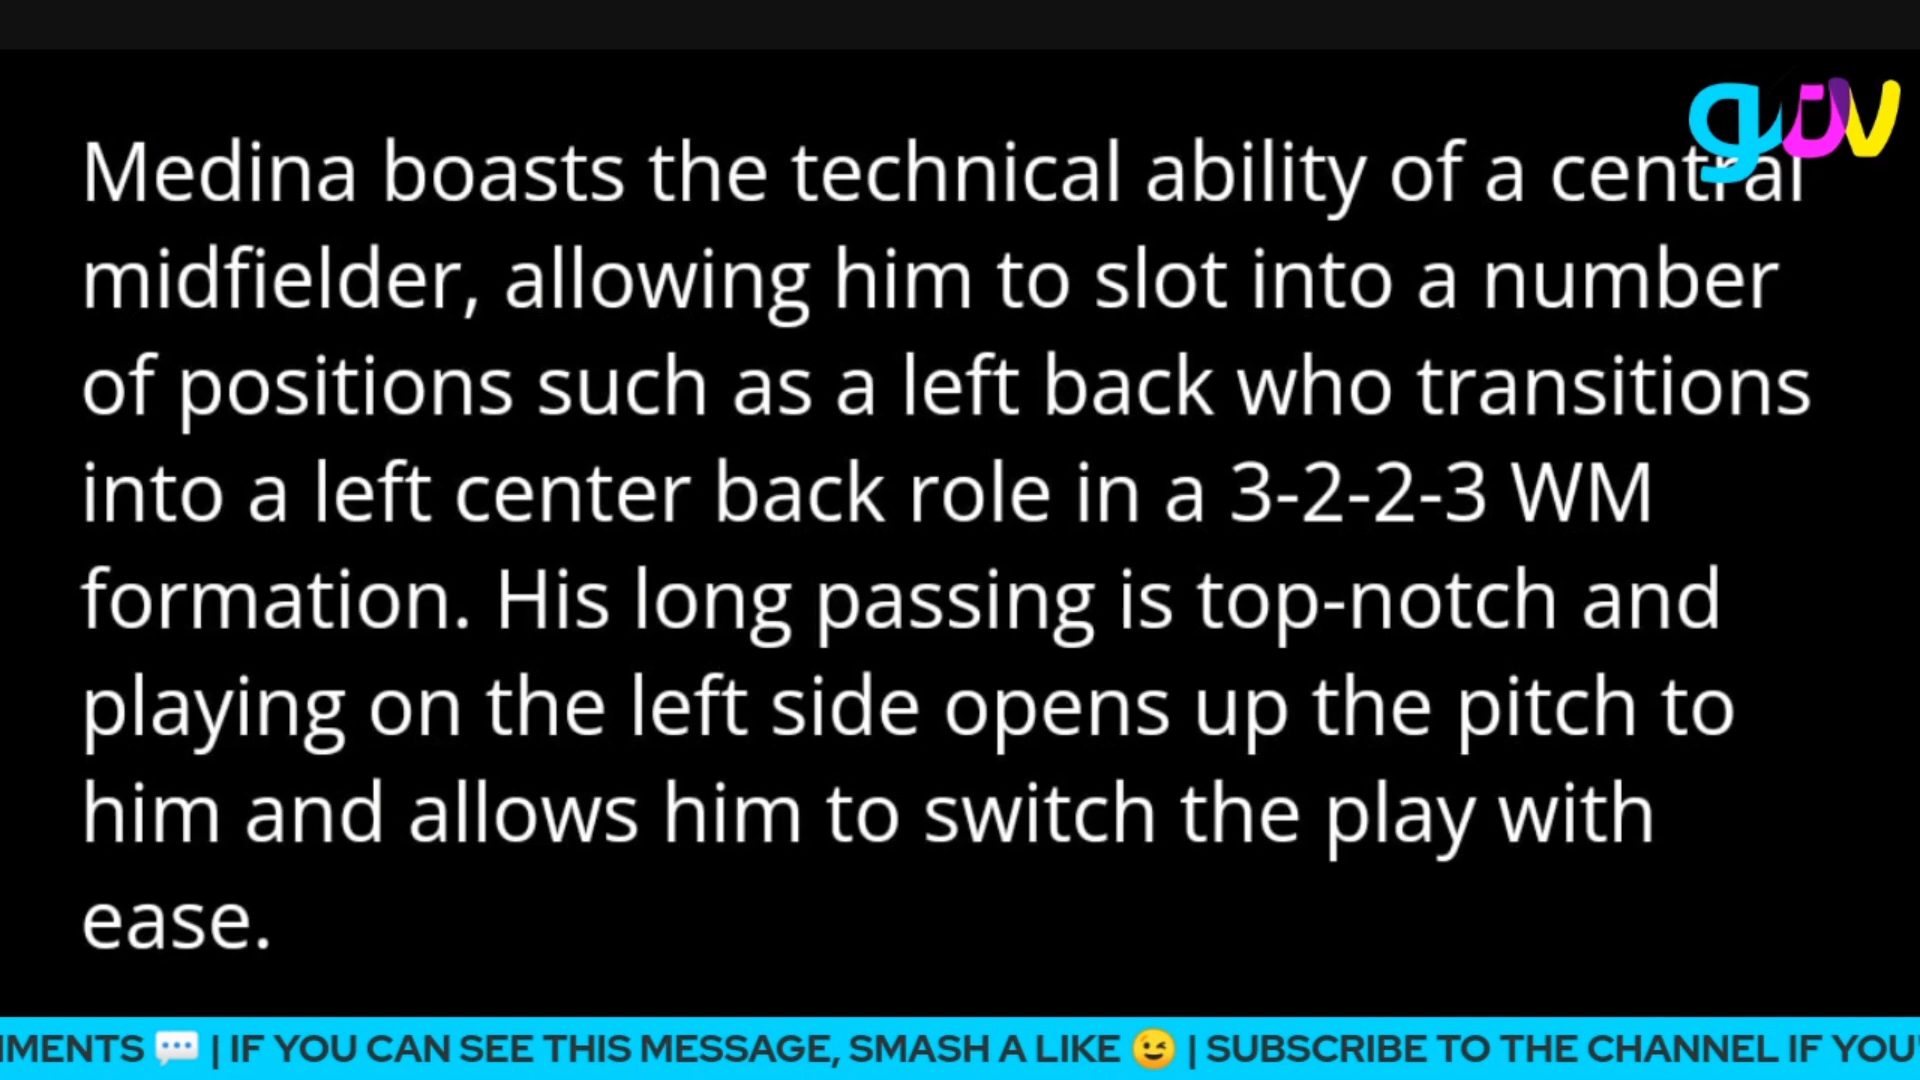 Medina boasts the technical ability of a central
midfielder, allowing him to slot into a number
of positions such as a left back who transitions
into a left center back role in a 3-2-2-3 WM
formation. His long passing is top-notch and
playing on the left side opens up the pitch to
him and allows him to switch the play with
ease.
MENTS 💬 | IF YOU CAN SEE THIS MESSAGE, SMASH A LIKE 😉 | SUBSCRIBE TO THE CHANNEL IF YOU'